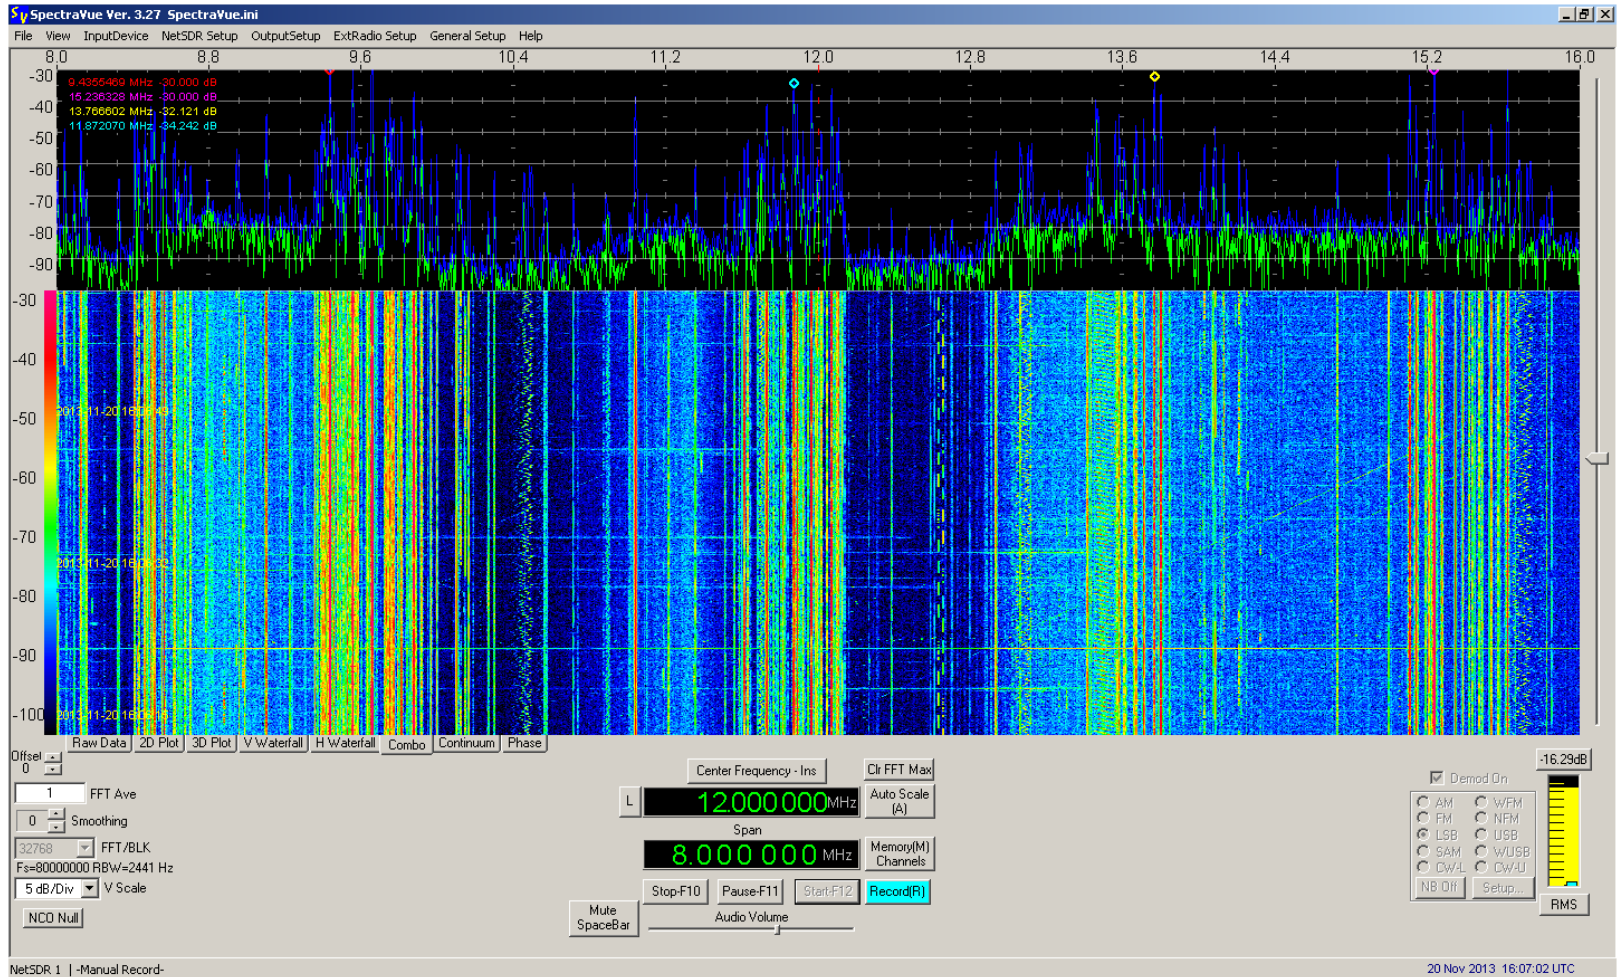 SpectraVue Ver. 3.27 SpectraVue.ini
File View InputDevice NetSDR Setup OutputSetup ExtRadio Setup General Setup Help
8.0 8.8 9.6 10.4 11.2 12.0 12.8 13.6 14.4 15.2 16.0
-30
9.4355469 MHz -30.000 dB
15.236328 MHz -30.000 dB
-40
13.766602 MHz -32.121 dB
11.872070 MHz -34.242 dB
-50
-60
-70
-80
-90
-30
-40
-50
-60
-70
-80
-90
-100
Raw Data 2D Plot 3D Plot V Waterfall H Waterfall Combo Continuum Phase
Offset
0
1 FFT Ave
0 Smoothing
32768 FFT/BLK
Fs=80000000 RBW=2441 Hz
5 dB/Div V Scale
NCO Null
Center Frequency - Ins
L 12.000 000 MHz
Span
8.000 000 MHz
Stop-F10 Pause-F11 Start-F12 Record(R)
Mute
SpaceBar
Audio Volume
Clr FFT Max
Auto Scale
(A)
Memory(M)
Channels
-16.29dB
Demod On
AM WFM
FM NFM
LSB USB
SAM WUSB
CW-L CW-U
NB Off Setup...
RMS
NetSDR 1 | -Manual Record-
20 Nov 2013 16:07:02 UTC